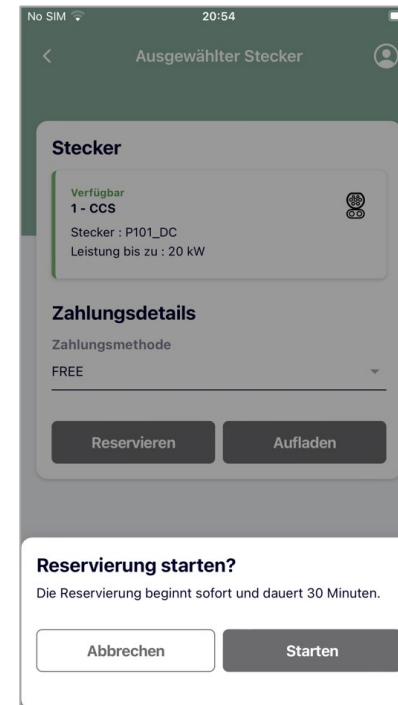 No SIM 20:54
Ausgewählter Stecker
Stecker
Verfügbar
1 - CCS
Stecker : P101_DC
Leistung bis zu : 20 kW
Zahlungsdetails
Zahlungsmethode
FREE
Reservieren Aufladen
Reservierung starten?
Die Reservierung beginnt sofort und dauert 30 Minuten.
Abbrechen Starten